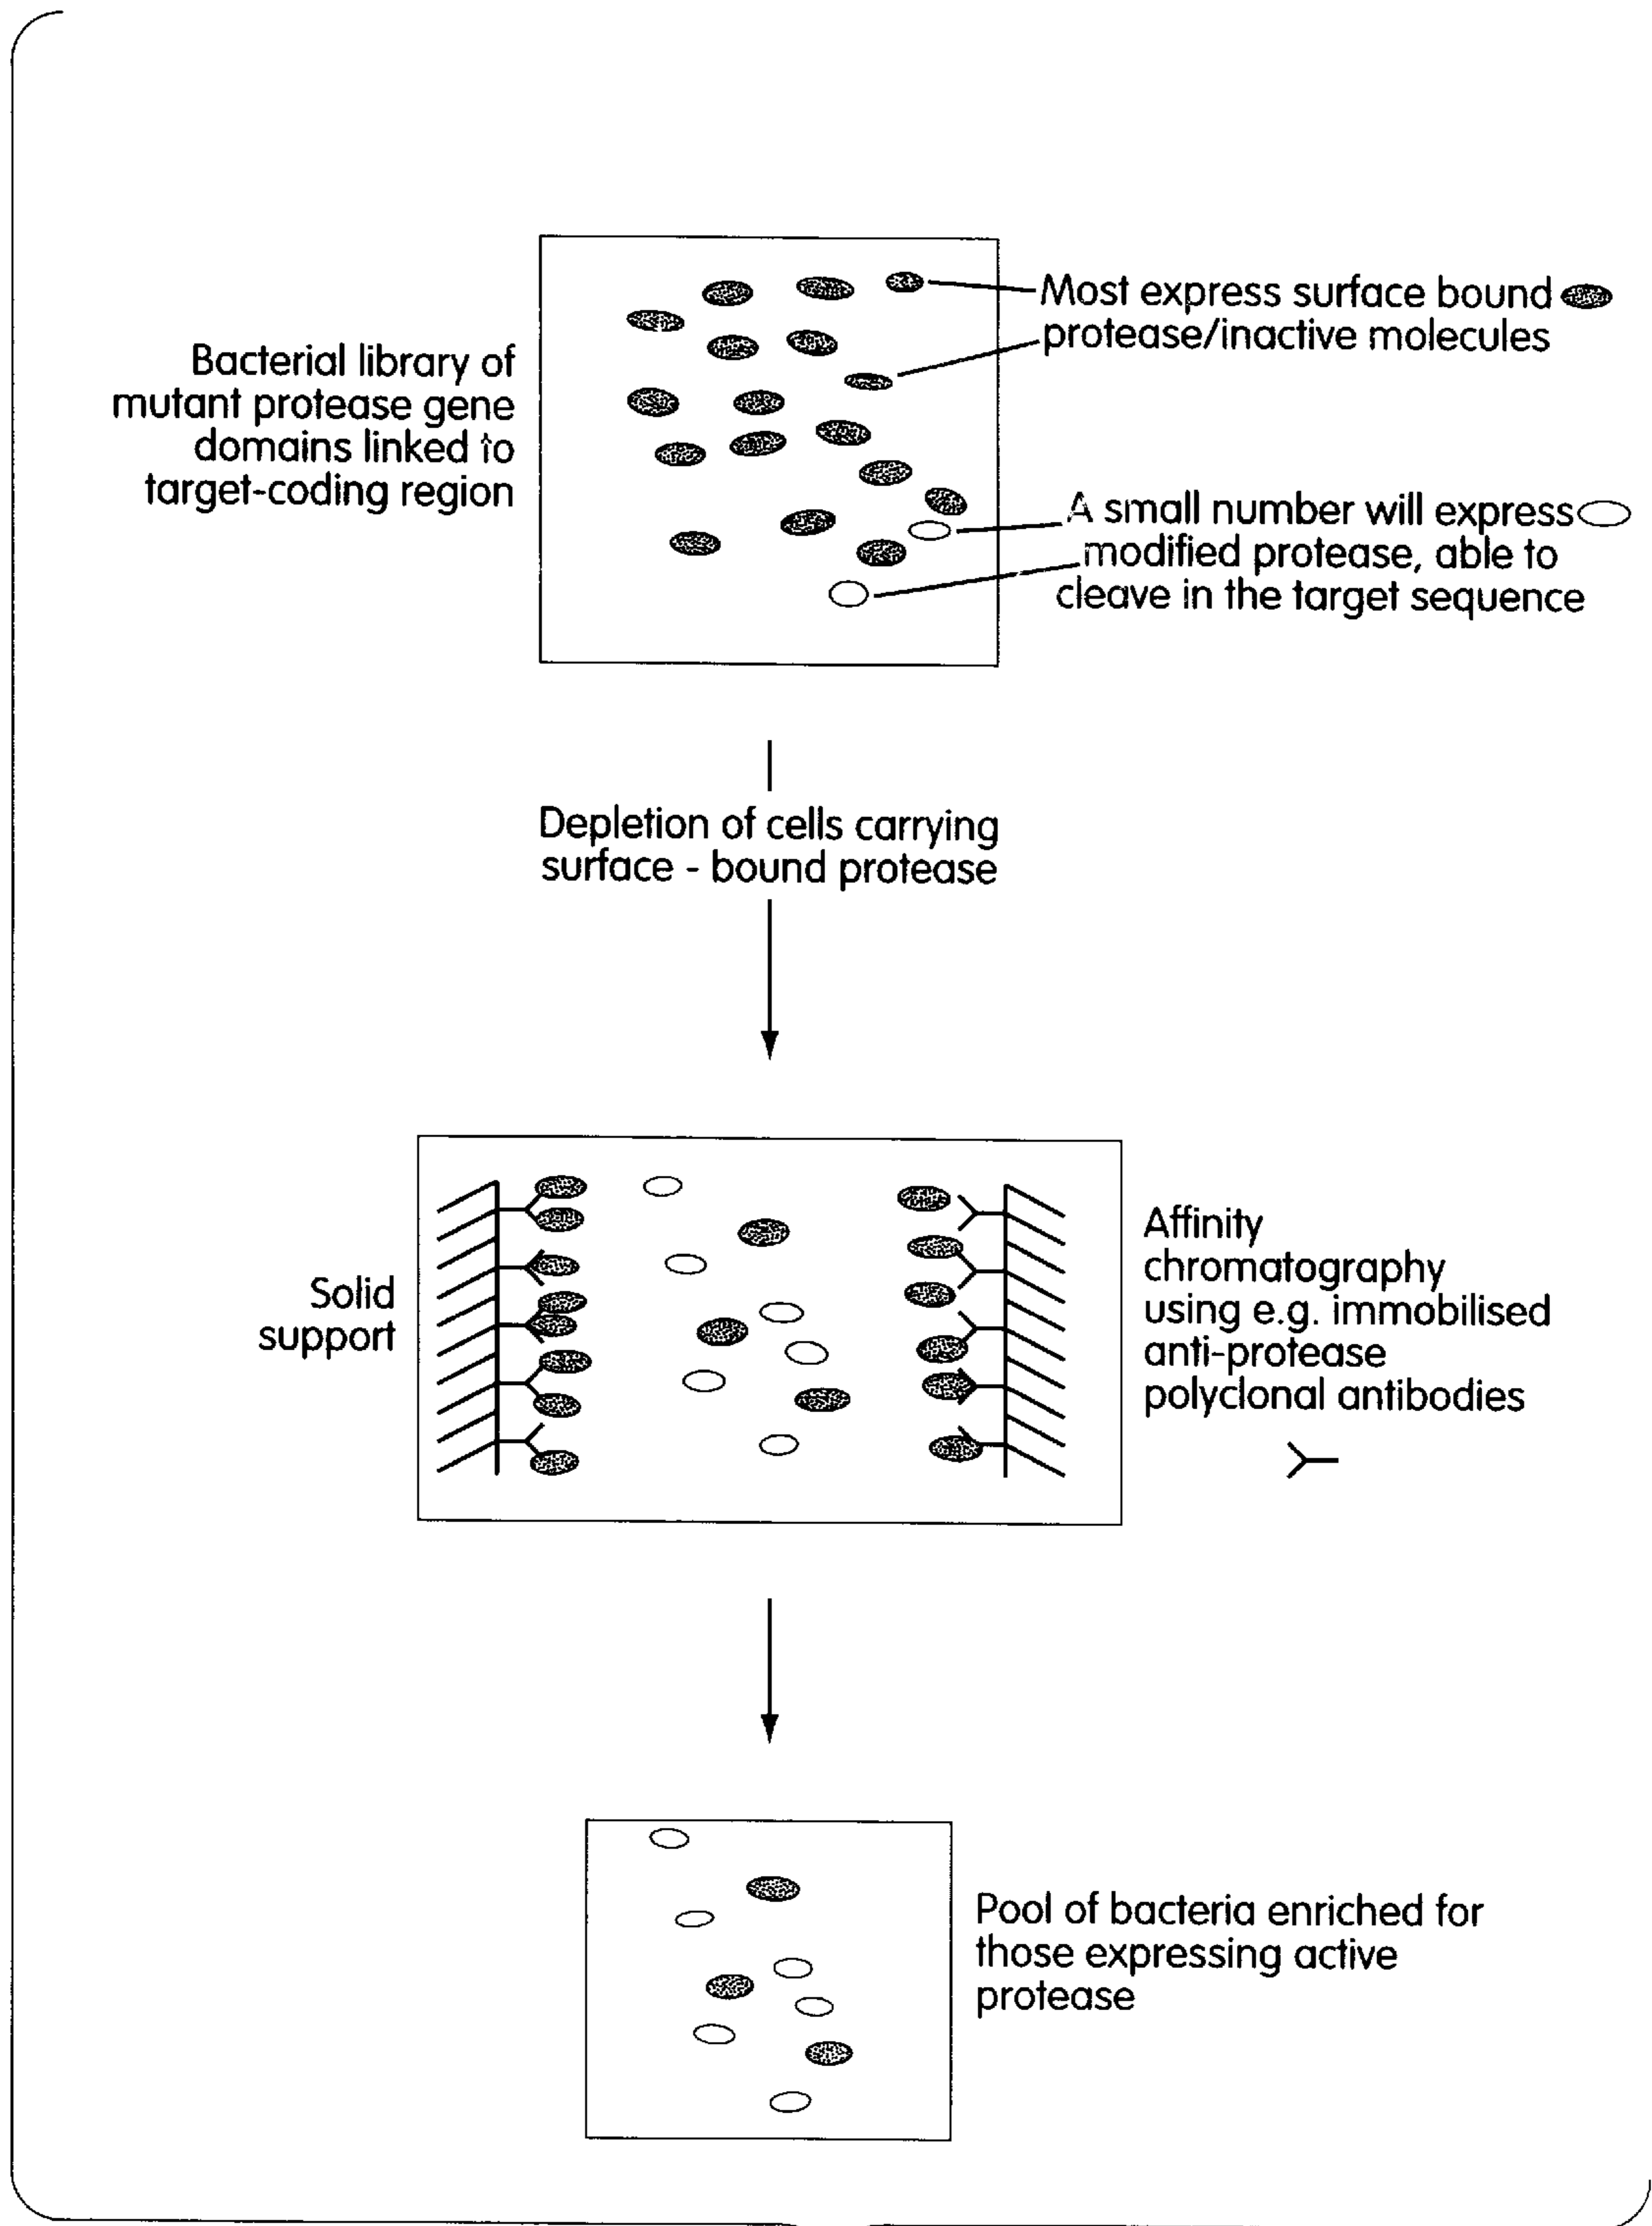 Bacterial library of
mutant protease gene
domains linked to
target-coding region
Most express surface bound
protease/inactive molecules
A small number will express
modified protease, able to
cleave in the target sequence
Depletion of cells carrying
surface - bound protease
Solid
support
Affinity
chromatography
using e.g. immobilised
anti-protease
polyclonal antibodies
Pool of bacteria enriched for
those expressing active
protease